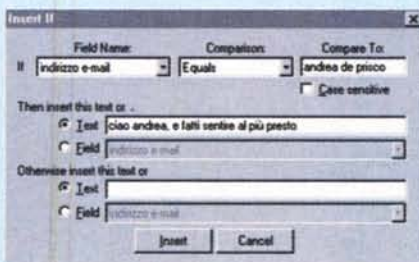 Insert If
Field Name: Comparison: Compare To:
If indirizzo e-mail Equals andrea de prisco
Case sensitive
Then insert this text or .
Text ciao andrea, e fatti sentire al più presto
Field indirizzo e-mail
Otherwise insert this text or
Text
Field indirizzo e-mail
Insert Cancel